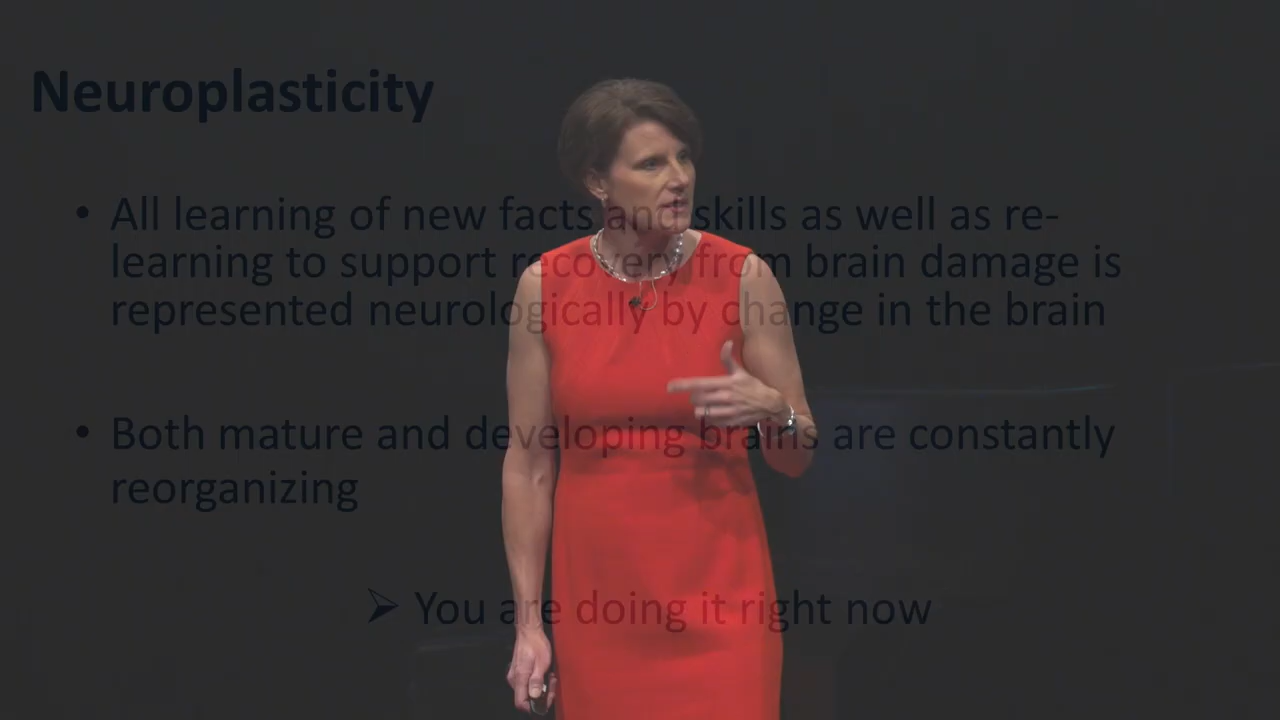 Neuroplasticity
• All learning of new facts and skills as well as re-
learning to support recovery from brain damage is
represented neurologically by change in the brain
• Both mature and developing brains are constantly
reorganizing
➢ You are doing it right now